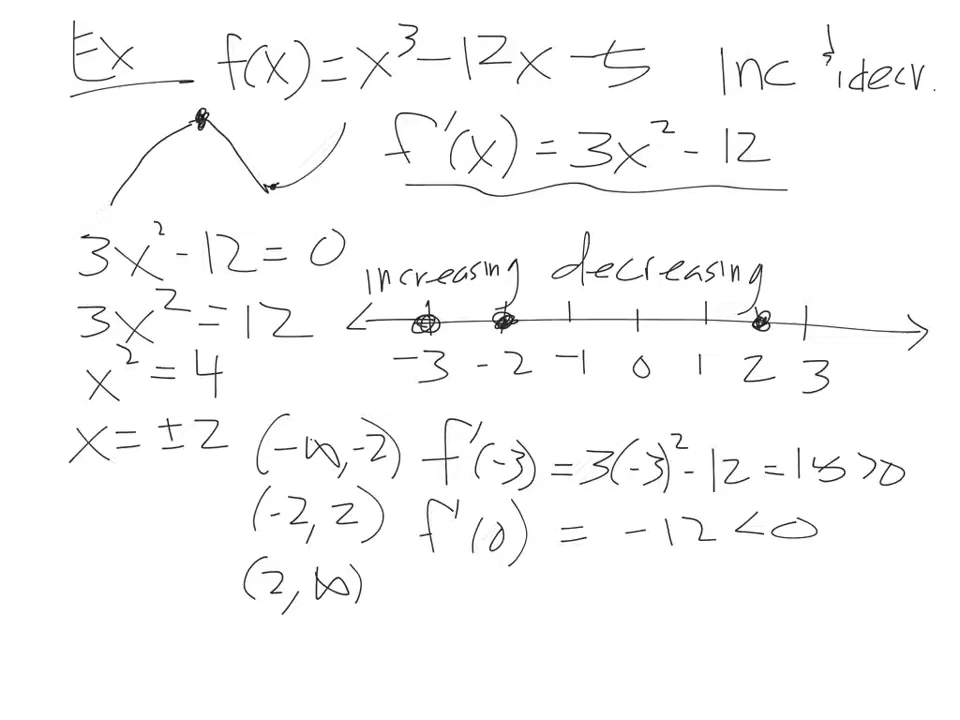 Ex f(x) = x³ - 12x - 5 Inc & decr.
f'(x) = 3x² - 12
3x² - 12 = 0
increasing decreasing
3x² = 12
-3 -2 -1 0 1 2 3
x² = 4
x = ±2
(-∞, -2) f'(-3) = 3(-3)² - 12 = 15 > 0
(-2, 2) f'(0) = -12 < 0
(2, ∞)